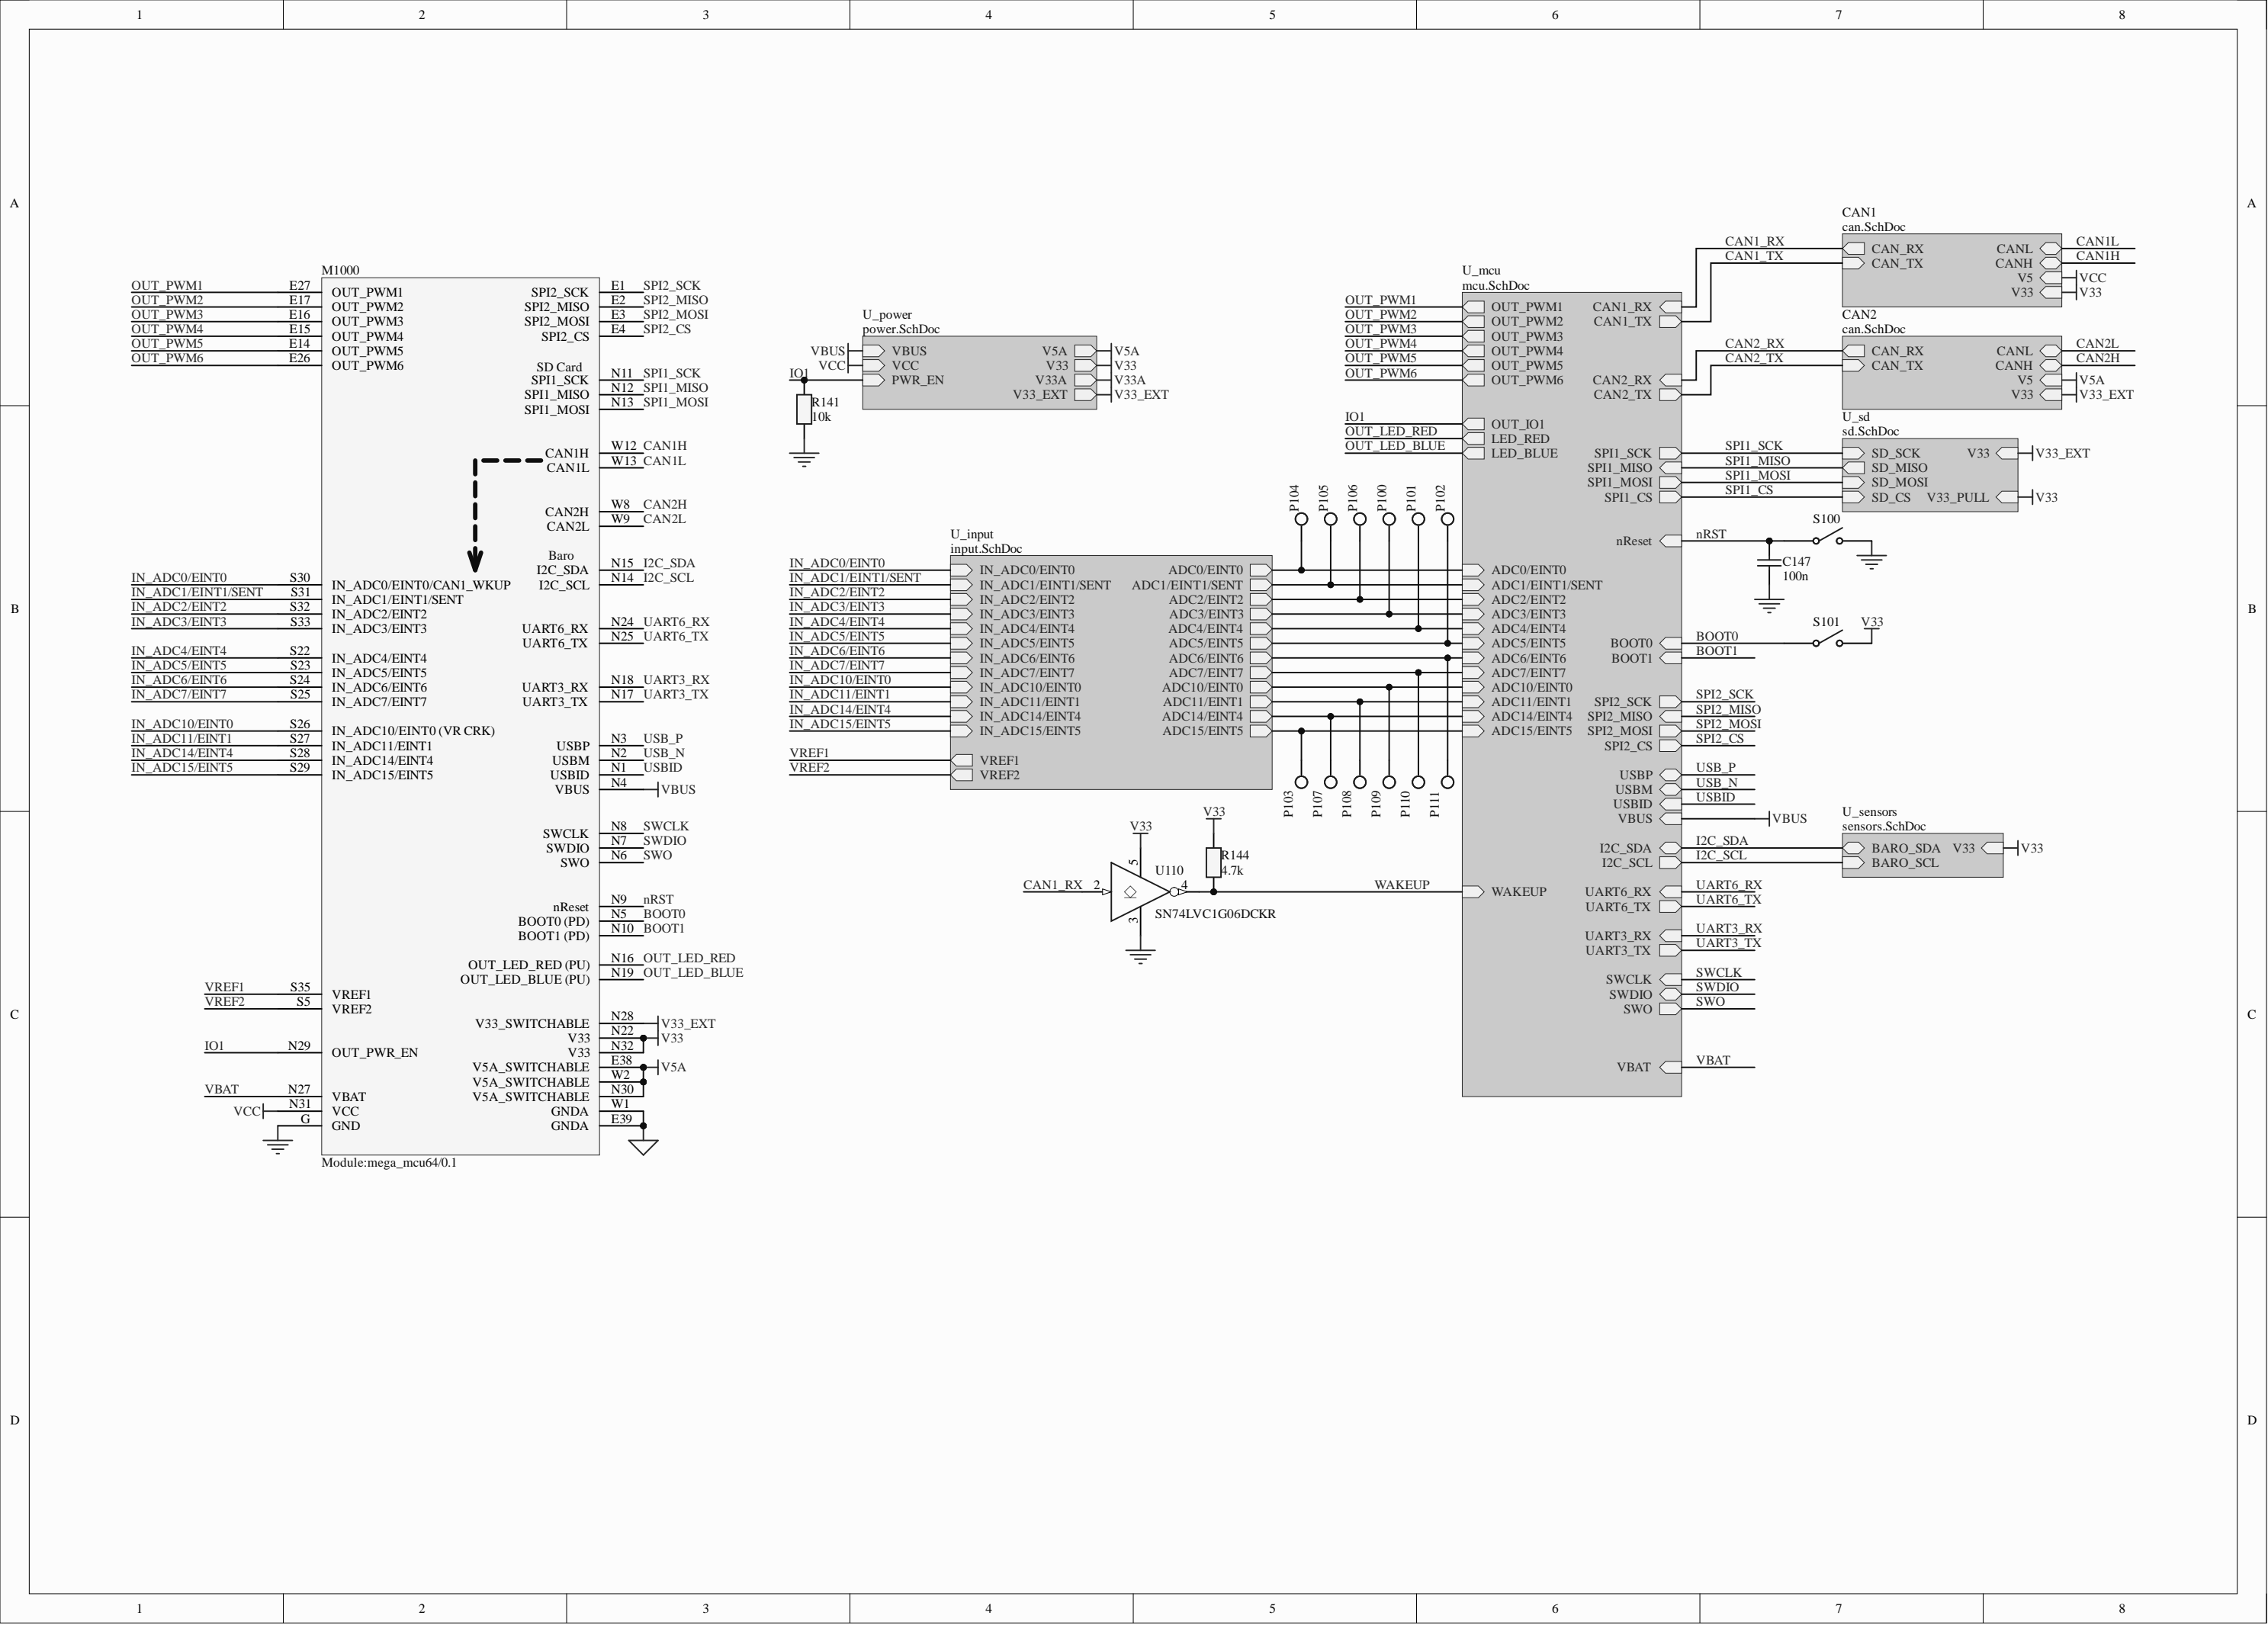 1 2 3 4 5 6 7 8
A A
B B
C C
D D
M1000
OUT_PWM1 E27 OUT_PWM1
OUT_PWM2 E17 OUT_PWM2
OUT_PWM3 E16 OUT_PWM3
OUT_PWM4 E15 OUT_PWM4
OUT_PWM5 E14 OUT_PWM5
OUT_PWM6 E26 OUT_PWM6
IN_ADC0/EINT0 S30 IN_ADC0/EINT0/CAN1_WKUP
IN_ADC1/EINT1/SENT S31 IN_ADC1/EINT1/SENT
IN_ADC2/EINT2 S32 IN_ADC2/EINT2
IN_ADC3/EINT3 S33 IN_ADC3/EINT3
IN_ADC4/EINT4 S22 IN_ADC4/EINT4
IN_ADC5/EINT5 S23 IN_ADC5/EINT5
IN_ADC6/EINT6 S24 IN_ADC6/EINT6
IN_ADC7/EINT7 S25 IN_ADC7/EINT7
IN_ADC10/EINT0 S26 IN_ADC10/EINT0 (VR CRK)
IN_ADC11/EINT1 S27 IN_ADC11/EINT1
IN_ADC14/EINT4 S28 IN_ADC14/EINT4
IN_ADC15/EINT5 S29 IN_ADC15/EINT5
VREF1 S35 VREF1
VREF2 S5 VREF2
IO1 N29 OUT_PWR_EN
VBAT N27 VBAT
VCC N31 VCC
G GND
SPI2_SCK E1 SPI2_SCK
SPI2_MISO E2 SPI2_MISO
SPI2_MOSI E3 SPI2_MOSI
SPI2_CS E4 SPI2_CS
SD Card
SPI1_SCK N11 SPI1_SCK
SPI1_MISO N12 SPI1_MISO
SPI1_MOSI N13 SPI1_MOSI
CAN1H W12 CAN1H
CAN1L W13 CAN1L
CAN2H W8 CAN2H
CAN2L W9 CAN2L
Baro
I2C_SDA N15 I2C_SDA
I2C_SCL N14 I2C_SCL
UART6_RX N24 UART6_RX
UART6_TX N25 UART6_TX
UART3_RX N18 UART3_RX
UART3_TX N17 UART3_TX
USBP N3 USB_P
USBM N2 USB_N
USBID N1 USBID
VBUS N4 VBUS
SWCLK N8 SWCLK
SWDIO N7 SWDIO
SWO N6 SWO
nReset N9 nRST
BOOT0 (PD) N5 BOOT0
BOOT1 (PD) N10 BOOT1
OUT_LED_RED (PU) N16 OUT_LED_RED
OUT_LED_BLUE (PU) N19 OUT_LED_BLUE
V33_SWITCHABLE N28 V33_EXT
V33 N22 V33
V33 N32
V5A_SWITCHABLE E38 V5A
V5A_SWITCHABLE W2
V5A_SWITCHABLE N30
GNDA W1
GNDA E39
Module:mega_mcu64/0.1
U_power
power.SchDoc
VBUS VBUS V5A V5A
VCC VCC V33 V33
IO1 PWR_EN V33A V33A
V33_EXT V33_EXT
R141
10k
U_input
input.SchDoc
IN_ADC0/EINT0 IN_ADC0/EINT0 ADC0/EINT0
IN_ADC1/EINT1/SENT IN_ADC1/EINT1/SENT ADC1/EINT1/SENT
IN_ADC2/EINT2 IN_ADC2/EINT2 ADC2/EINT2
IN_ADC3/EINT3 IN_ADC3/EINT3 ADC3/EINT3
IN_ADC4/EINT4 IN_ADC4/EINT4 ADC4/EINT4
IN_ADC5/EINT5 IN_ADC5/EINT5 ADC5/EINT5
IN_ADC6/EINT6 IN_ADC6/EINT6 ADC6/EINT6
IN_ADC7/EINT7 IN_ADC7/EINT7 ADC7/EINT7
IN_ADC10/EINT0 IN_ADC10/EINT0 ADC10/EINT0
IN_ADC11/EINT1 IN_ADC11/EINT1 ADC11/EINT1
IN_ADC14/EINT4 IN_ADC14/EINT4 ADC14/EINT4
IN_ADC15/EINT5 IN_ADC15/EINT5 ADC15/EINT5
VREF1 VREF1
VREF2 VREF2
P104 P105 P106 P100 P101 P102
P103 P107 P108 P109 P110 P111
V33
V33
5
U110
R144
4.7k
CAN1_RX 2 4 WAKEUP
3
SN74LVC1G06DCKR
U_mcu
mcu.SchDoc
OUT_PWM1 OUT_PWM1
OUT_PWM2 OUT_PWM2
OUT_PWM3 OUT_PWM3
OUT_PWM4 OUT_PWM4
OUT_PWM5 OUT_PWM5
OUT_PWM6 OUT_PWM6
IO1 OUT_IO1
OUT_LED_RED LED_RED
OUT_LED_BLUE LED_BLUE
ADC0/EINT0
ADC1/EINT1/SENT
ADC2/EINT2
ADC3/EINT3
ADC4/EINT4
ADC5/EINT5
ADC6/EINT6
ADC7/EINT7
ADC10/EINT0
ADC11/EINT1
ADC14/EINT4
ADC15/EINT5
WAKEUP
CAN1_RX CAN1_RX
CAN1_TX CAN1_TX
CAN2_RX CAN2_RX
CAN2_TX CAN2_TX
SPI1_SCK SPI1_SCK
SPI1_MISO SPI1_MISO
SPI1_MOSI SPI1_MOSI
SPI1_CS SPI1_CS
nReset nRST S100
C147
100n
BOOT0 BOOT0 S101 V33
BOOT1 BOOT1
SPI2_SCK SPI2_SCK
SPI2_MISO SPI2_MISO
SPI2_MOSI SPI2_MOSI
SPI2_CS SPI2_CS
USBP USB_P
USBM USB_N
USBID USBID
VBUS VBUS
I2C_SDA I2C_SDA
I2C_SCL I2C_SCL
UART6_RX UART6_RX
UART6_TX UART6_TX
UART3_RX UART3_RX
UART3_TX UART3_TX
SWCLK SWCLK
SWDIO SWDIO
SWO SWO
VBAT VBAT
CAN1
can.SchDoc
CAN_RX CANL CAN1L
CAN_TX CANH CAN1H
V5 VCC
V33 V33
CAN2
can.SchDoc
CAN_RX CANL CAN2L
CAN_TX CANH CAN2H
V5 V5A
V33 V33_EXT
U_sd
sd.SchDoc
SD_SCK V33 V33_EXT
SD_MISO
SD_MOSI
SD_CS V33_PULL V33
U_sensors
sensors.SchDoc
BARO_SDA V33 V33
BARO_SCL
1 2 3 4 5 6 7 8